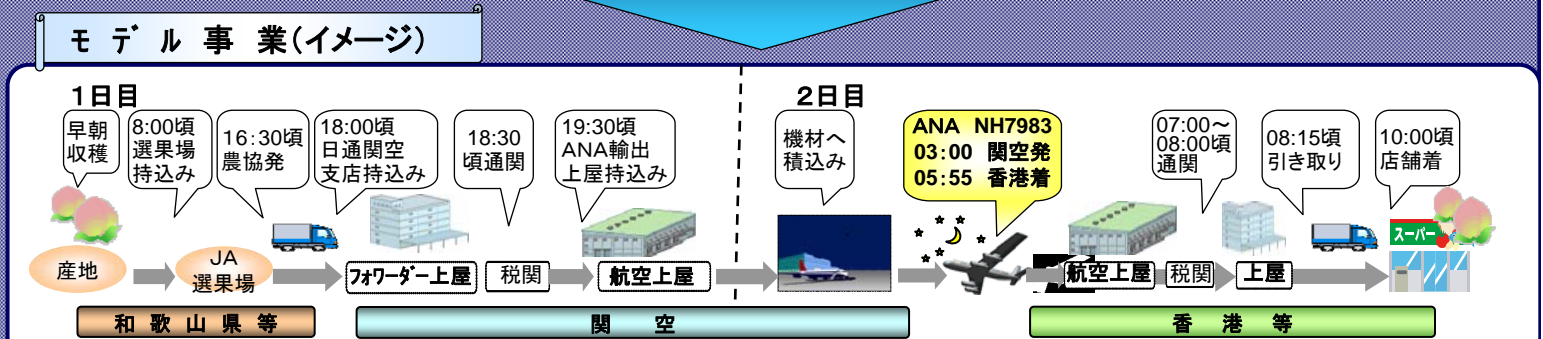 モデル事業(イメージ)
1日目
早朝
収穫
8:00頃
選果場
持込み
16:30頃
農協発
18:00頃
日通関空
支店持込み
18:30
頃通関
19:30頃
ANA輸出
上屋持込み
2日目
機材へ
積込み
ANA NH7983
03:00 関空発
05:55 香港着
07:00~
08:00頃
通関
08:15頃
引き取り
10:00頃
店舗着
産地
JA
選果場
フォワーダー上屋
税関
航空上屋
航空上屋
税関
上屋
スーパー
和歌山県等
関空
香港等